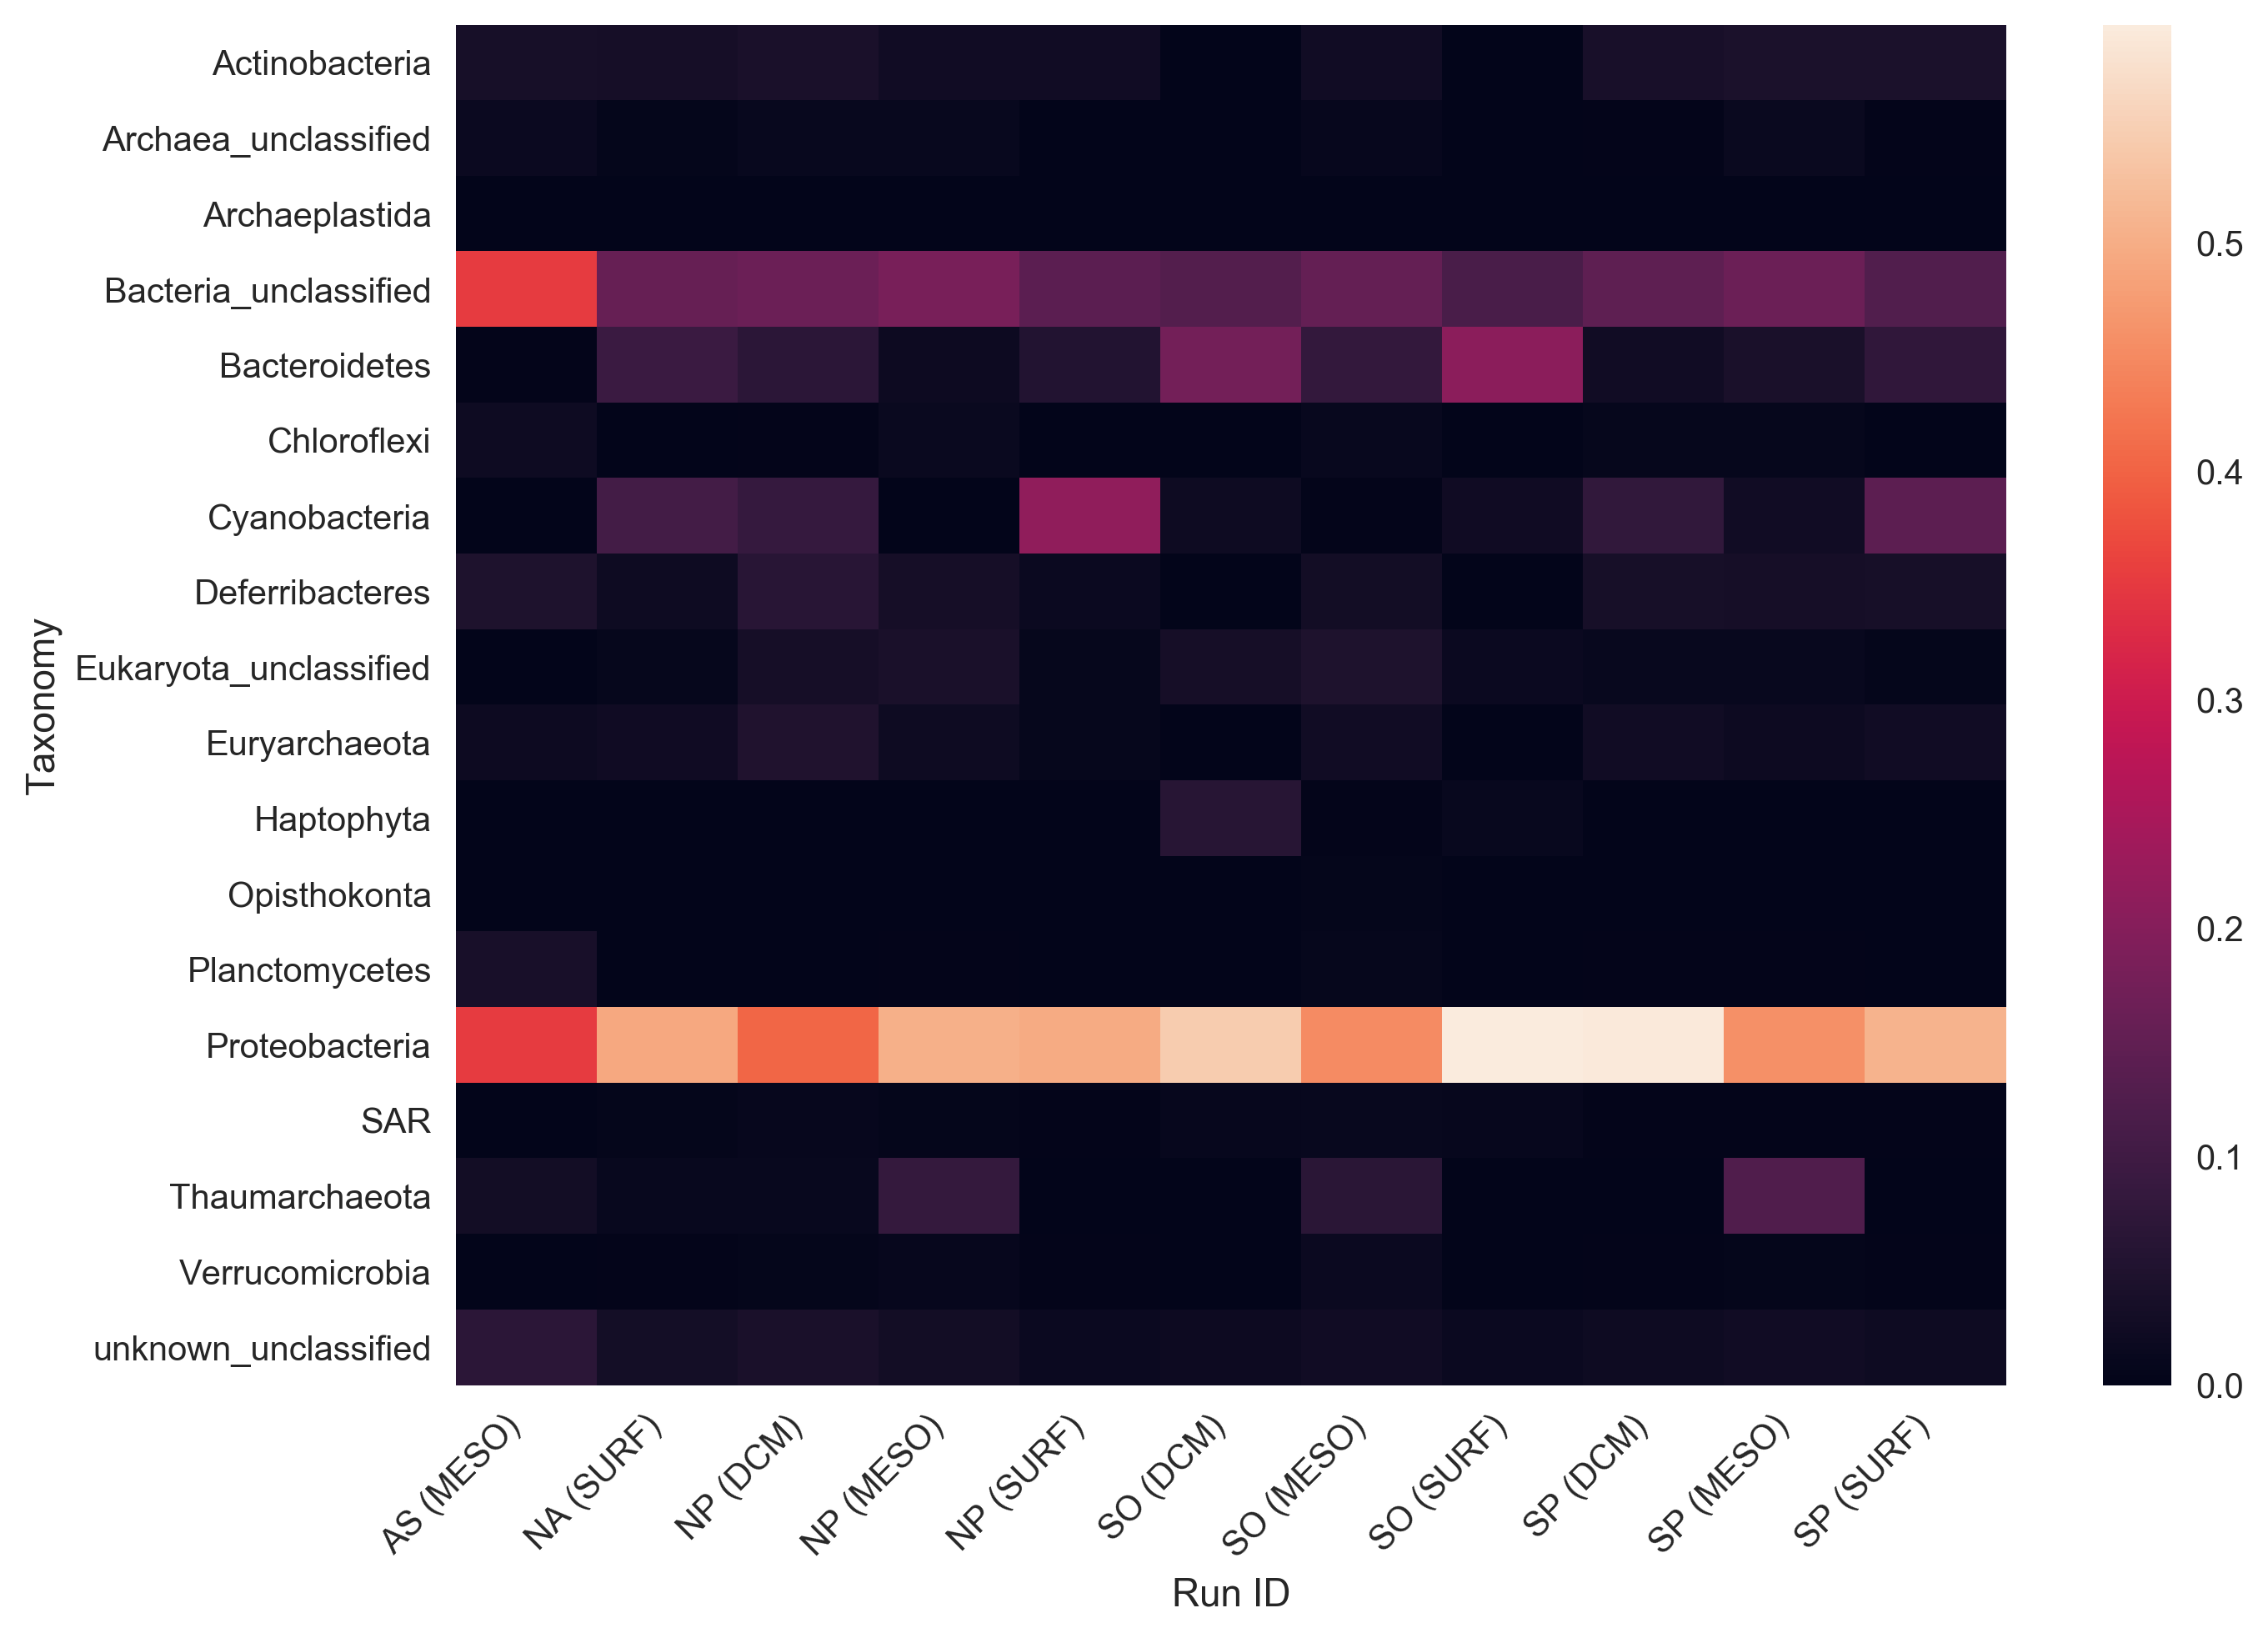 Taxonomy
Actinobacteria
Archaea_unclassified
Archaeplastida
Bacteria_unclassified
Bacteroidetes
Chloroflexi
Cyanobacteria
Deferribacteres
Eukaryota_unclassified
Euryarchaeota
Haptophyta
Opisthokonta
Planctomycetes
Proteobacteria
SAR
Thaumarchaeota
Verrucomicrobia
unknown_unclassified
AS (MESO)
NA (SURF)
NP (DCM)
NP (MESO)
NP (SURF)
SO (DCM)
SO (MESO)
SO (SURF)
SP (DCM)
SP (MESO)
SP (SURF)
Run ID
0.5
0.4
0.3
0.2
0.1
0.0